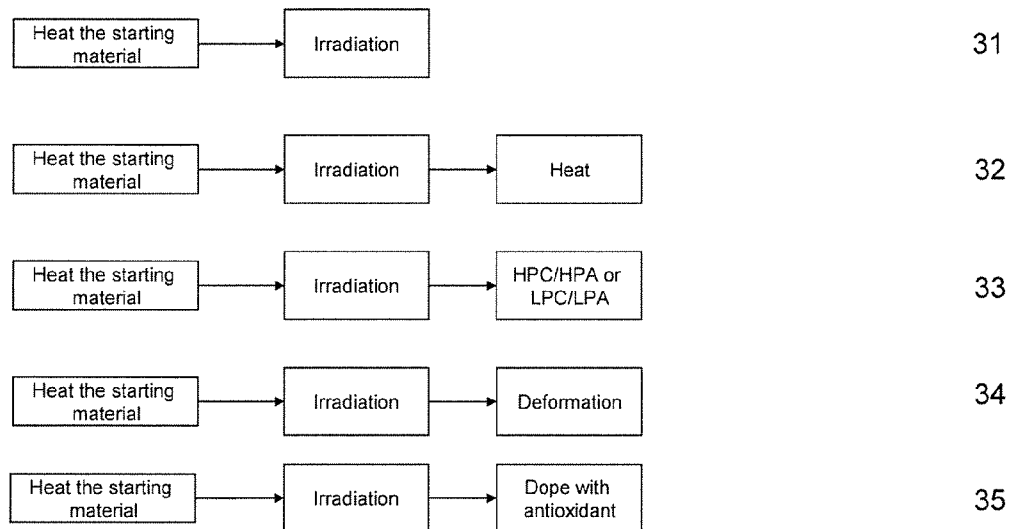 Heat the starting
material
Irradiation
31
Heat the starting
material
Irradiation
Heat
32
Heat the starting
material
Irradiation
HPC/HPA or
LPC/LPA
33
Heat the starting
material
Irradiation
Deformation
34
Heat the starting
material
Irradiation
Dope with
antioxidant
35